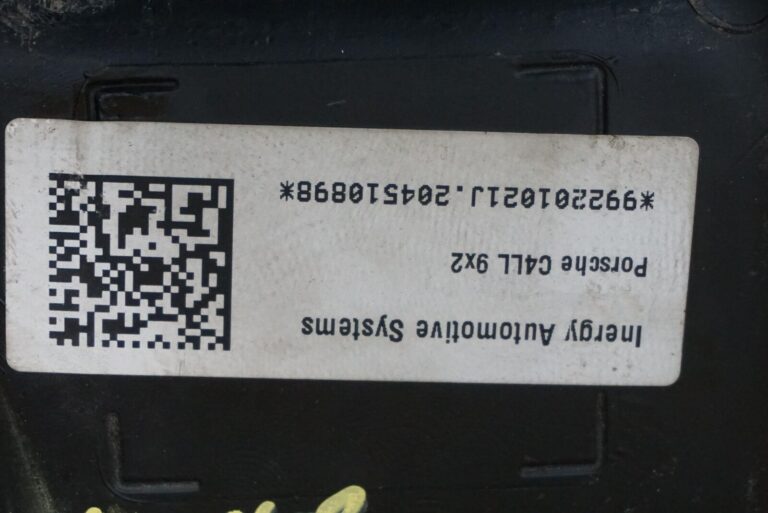 Inergy Automotive Systems
Porsche C4LL 9x2
*992201021J.204510898*